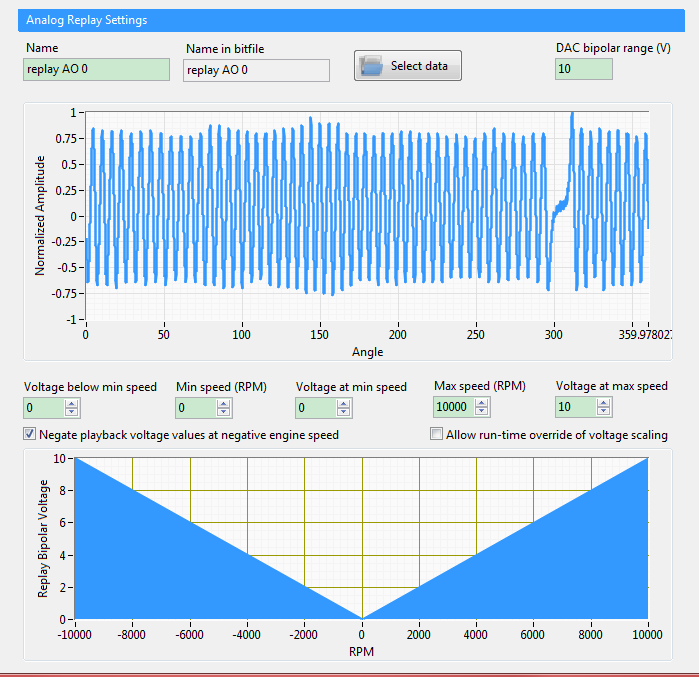 Analog Replay Settings
Name Name in bitfile DAC bipolar range (V)
replay AO 0 replay AO 0 Select data 10
Normalized Amplitude
1
0.75
0.5
0.25
0
-0.25
-0.5
-0.75
-1
0 50 100 150 200 250 300 359.978027
Angle
Voltage below min speed Min speed (RPM) Voltage at min speed Max speed (RPM) Voltage at max speed
0 0 0 10000 10
Negate playback voltage values at negative engine speed Allow run-time override of voltage scaling
Replay Bipolar Voltage
10
8
6
4
2
0
-10000 -8000 -6000 -4000 -2000 0 2000 4000 6000 8000 10000
RPM